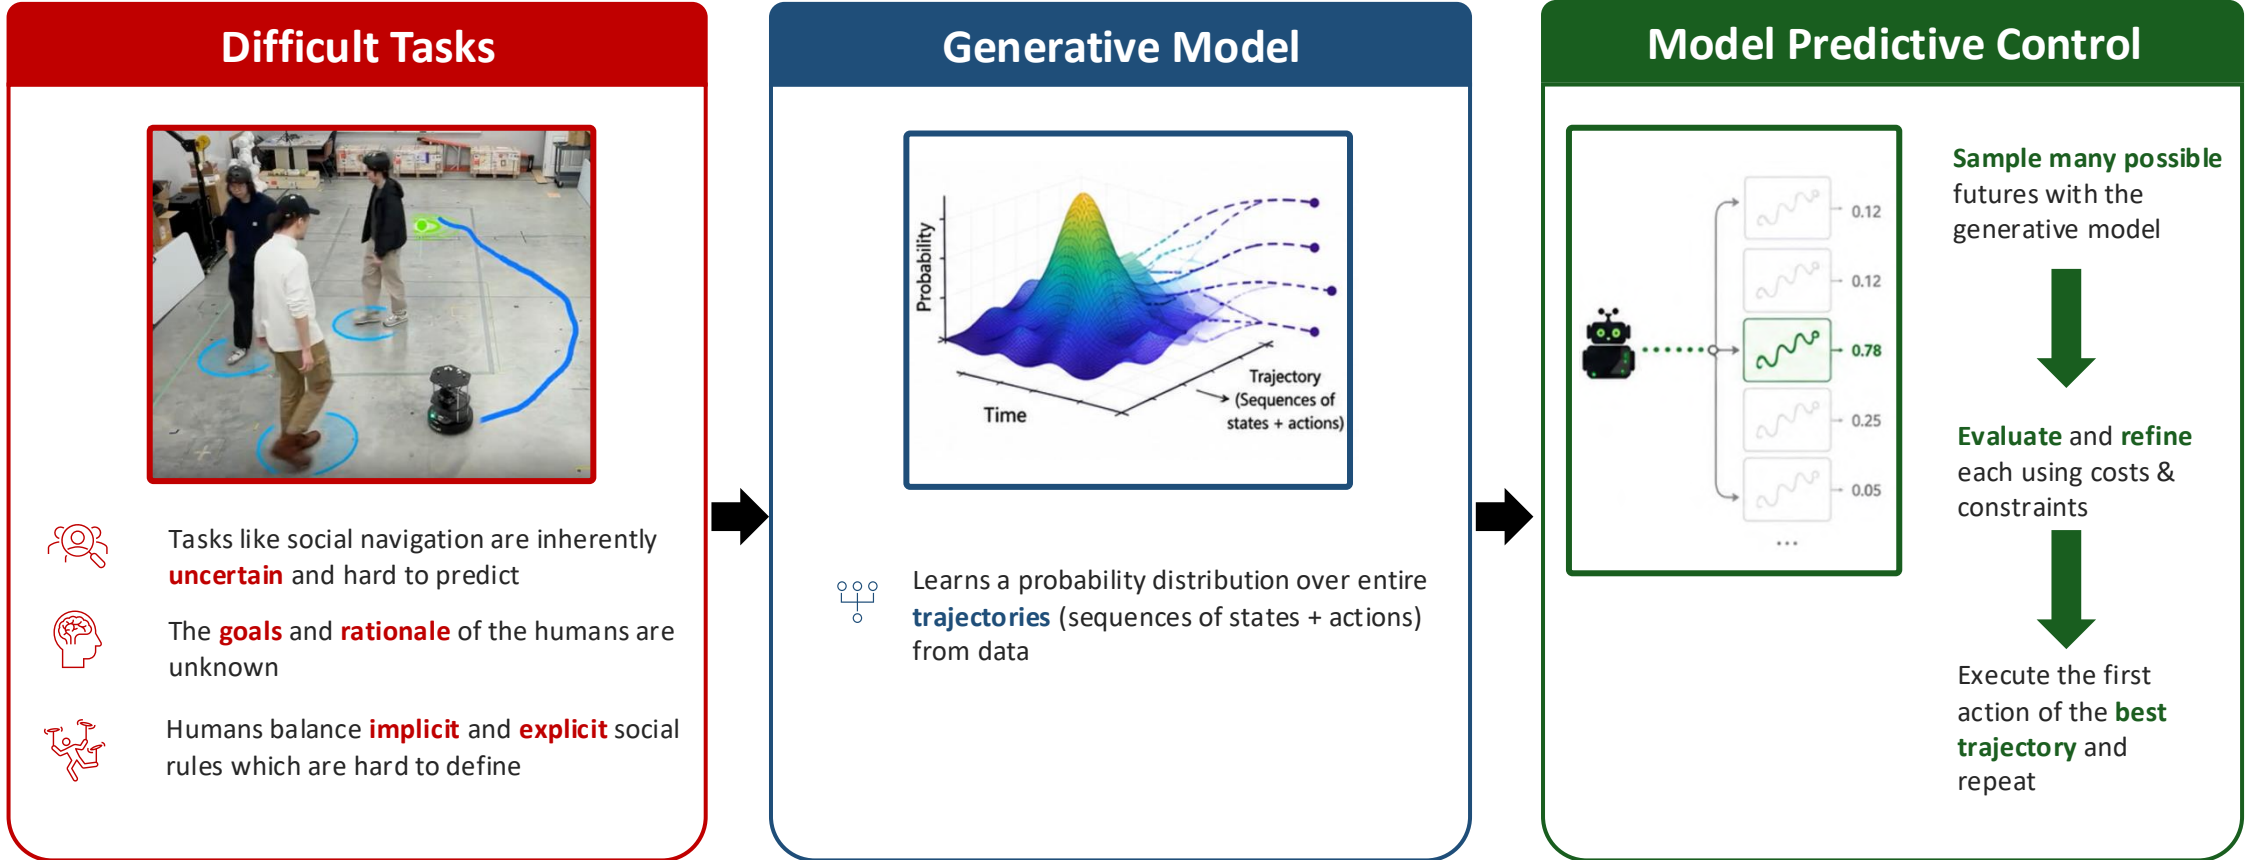 Difficult Tasks
Tasks like social navigation are inherently
uncertain and hard to predict
The goals and rationale of the humans are
unknown
Humans balance implicit and explicit social
rules which are hard to define
Generative Model
Probability
Time
Trajectory
(Sequences of
states + actions)
Learns a probability distribution over entire
trajectories (sequences of states + actions)
from data
Model Predictive Control
0.12
0.12
0.78
0.25
0.05
...
Sample many possible
futures with the
generative model
Evaluate and refine
each using costs &
constraints
Execute the first
action of the best
trajectory and
repeat